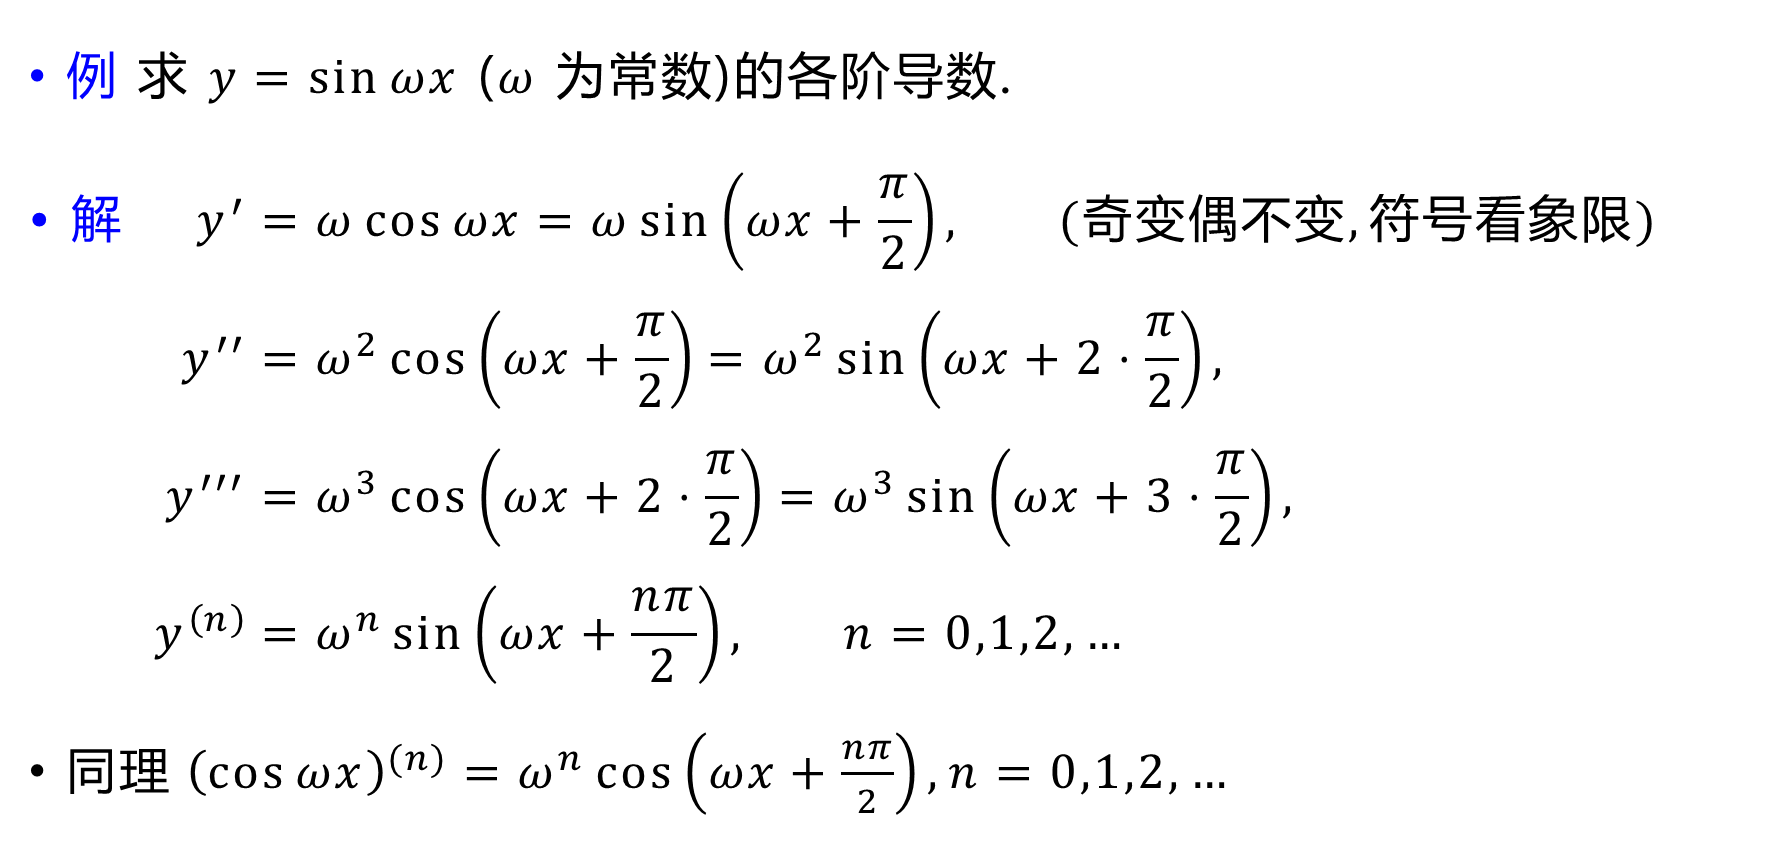 • 例 求 y = sin ωx (ω 为常数)的各阶导数.
• 解 y′ = ω cos ωx = ω sin(ωx + π/2), (奇变偶不变,符号看象限)
y′′ = ω² cos(ωx + π/2) = ω² sin(ωx + 2 · π/2),
y′′′ = ω³ cos(ωx + 2 · π/2) = ω³ sin(ωx + 3 · π/2),
y⁽ⁿ⁾ = ωⁿ sin(ωx + nπ/2), n = 0,1,2, …
• 同理 (cos ωx)⁽ⁿ⁾ = ωⁿ cos(ωx + nπ/2), n = 0,1,2, …